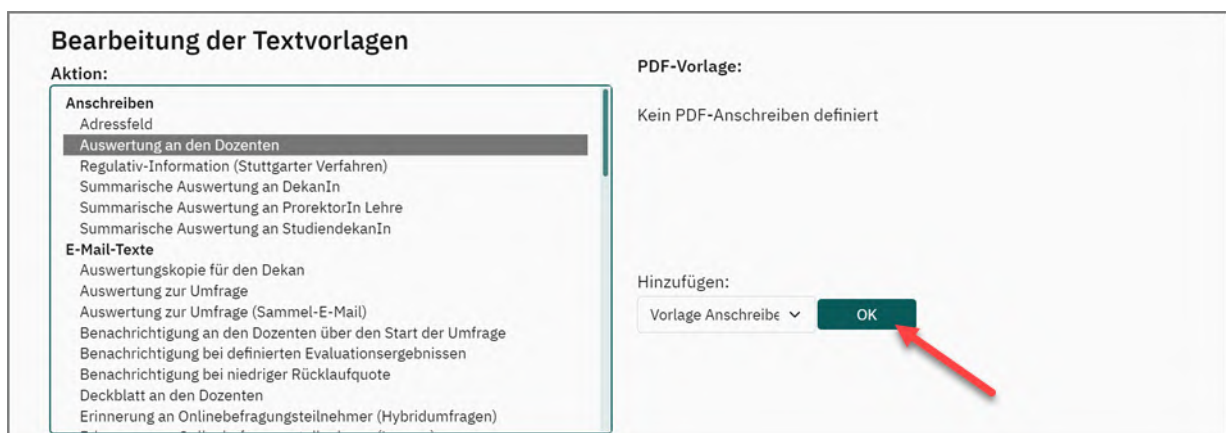 Bearbeitung der Textvorlagen
Aktion:
Anschreiben
Adressfeld
Auswertung an den Dozenten
Regulativ-Information (Stuttgarter Verfahren)
Summarische Auswertung an DekanIn
Summarische Auswertung an ProrektorIn Lehre
Summarische Auswertung an StudiendekanIn
E-Mail-Texte
Auswertungskopie für den Dekan
Auswertung zur Umfrage
Auswertung zur Umfrage (Sammel-E-Mail)
Benachrichtigung an den Dozenten über den Start der Umfrage
Benachrichtigung bei definierten Evaluationsergebnissen
Benachrichtigung bei niedriger Rücklaufquote
Deckblatt an den Dozenten
Erinnerung an Onlinebefragungsteilnehmer (Hybridumfragen)
PDF-Vorlage:
Kein PDF-Anschreiben definiert
Hinzufügen:
Vorlage Anschreibe
OK